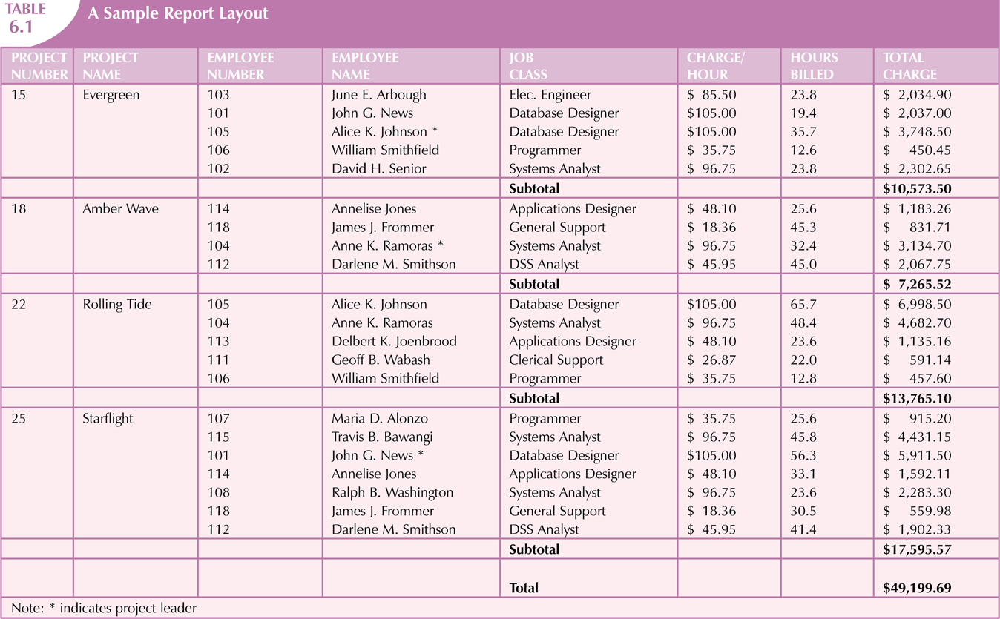 TABLE 6.1 A Sample Report Layout
PROJECT NUMBER PROJECT NAME EMPLOYEE NUMBER EMPLOYEE NAME JOB CLASS CHARGE/ HOUR HOURS BILLED TOTAL CHARGE
15 Evergreen 103 June E. Arbough Elec. Engineer $ 85.50 23.8 $ 2,034.90
101 John G. News Database Designer $105.00 19.4 $ 2,037.00
105 Alice K. Johnson * Database Designer $105.00 35.7 $ 3,748.50
106 William Smithfield Programmer $ 35.75 12.6 $ 450.45
102 David H. Senior Systems Analyst $ 96.75 23.8 $ 2,302.65
Subtotal $10,573.50
18 Amber Wave 114 Annelise Jones Applications Designer $ 48.10 25.6 $ 1,183.26
118 James J. Frommer General Support $ 18.36 45.3 $ 831.71
104 Anne K. Ramoras * Systems Analyst $ 96.75 32.4 $ 3,134.70
112 Darlene M. Smithson DSS Analyst $ 45.95 45.0 $ 2,067.75
Subtotal $ 7,265.52
22 Rolling Tide 105 Alice K. Johnson Database Designer $105.00 65.7 $ 6,998.50
104 Anne K. Ramoras Systems Analyst $ 96.75 48.4 $ 4,682.70
113 Delbert K. Joenbrood Applications Designer $ 48.10 23.6 $ 1,135.16
111 Geoff B. Wabash Clerical Support $ 26.87 22.0 $ 591.14
106 William Smithfield Programmer $ 35.75 12.8 $ 457.60
Subtotal $13,765.10
25 Starflight 107 Maria D. Alonzo Programmer $ 35.75 25.6 $ 915.20
115 Travis B. Bawangi Systems Analyst $ 96.75 45.8 $ 4,431.15
101 John G. News * Database Designer $105.00 56.3 $ 5,911.50
114 Annelise Jones Applications Designer $ 48.10 33.1 $ 1,592.11
108 Ralph B. Washington Systems Analyst $ 96.75 23.6 $ 2,283.30
118 James J. Frommer General Support $ 18.36 30.5 $ 559.98
112 Darlene M. Smithson DSS Analyst $ 45.95 41.4 $ 1,902.33
Subtotal $17,595.57
Total $49,199.69
Note: * indicates project leader